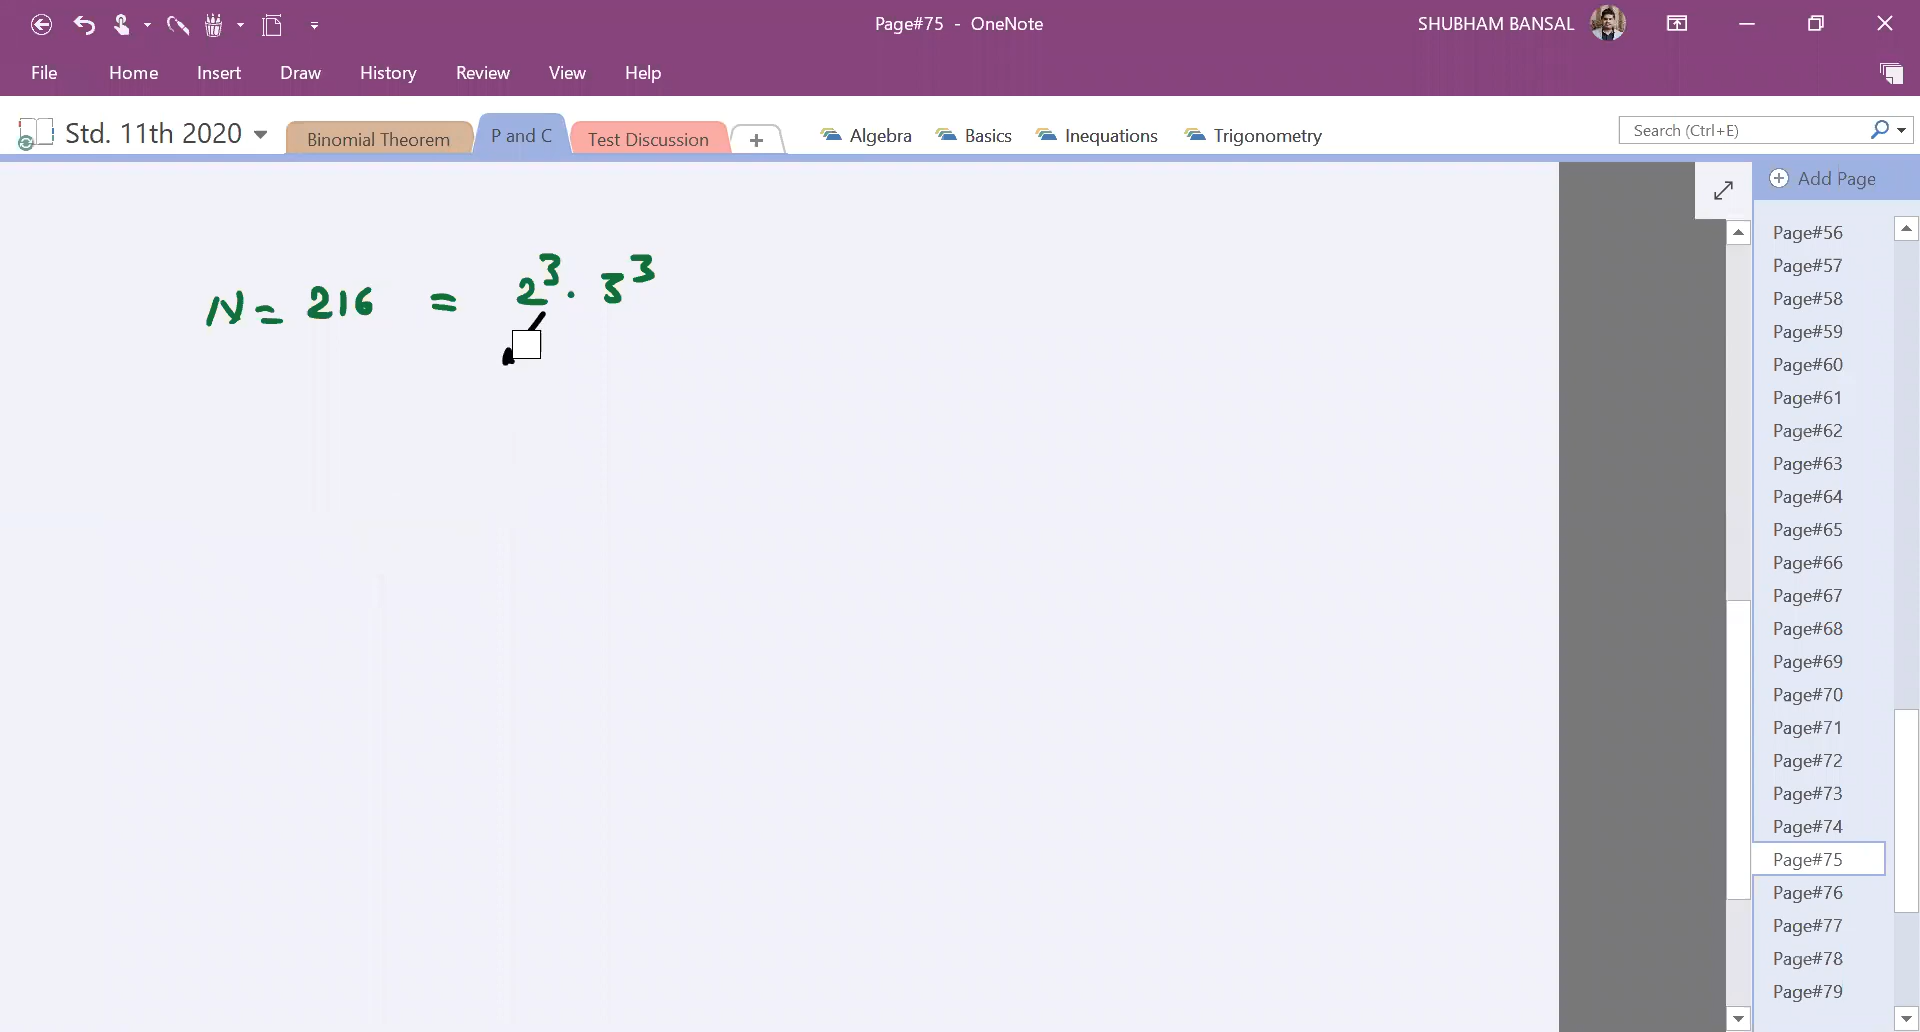 Page#75 - OneNote
SHUBHAM BANSAL
File Home Insert Draw History Review View Help
Std. 11th 2020
Binomial Theorem
P and C
Test Discussion
+
Algebra
Basics
Inequations
Trigonometry
Search (Ctrl+E)
Add Page
N = 216 = 2³ · 3³
Page#56
Page#57
Page#58
Page#59
Page#60
Page#61
Page#62
Page#63
Page#64
Page#65
Page#66
Page#67
Page#68
Page#69
Page#70
Page#71
Page#72
Page#73
Page#74
Page#75
Page#76
Page#77
Page#78
Page#79